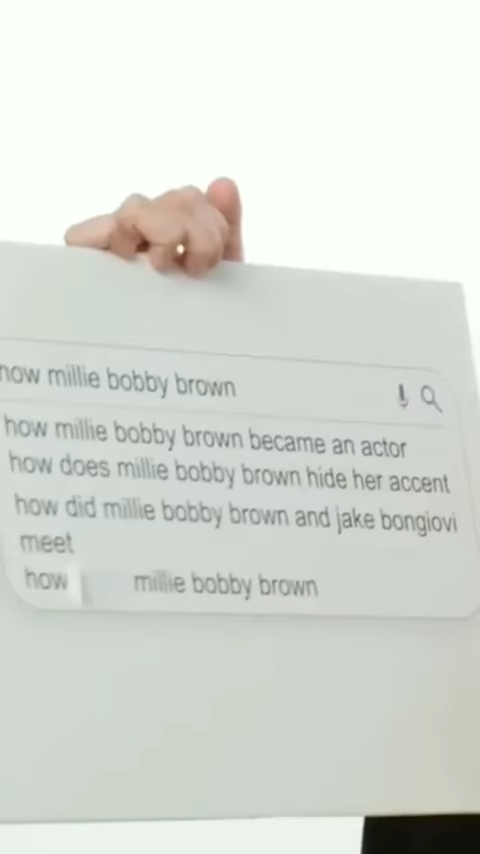 how millie bobby brown
how millie bobby brown became an actor
how does millie bobby brown hide her accent
how did millie bobby brown and jake bongiovi
meet
how millie bobby brown